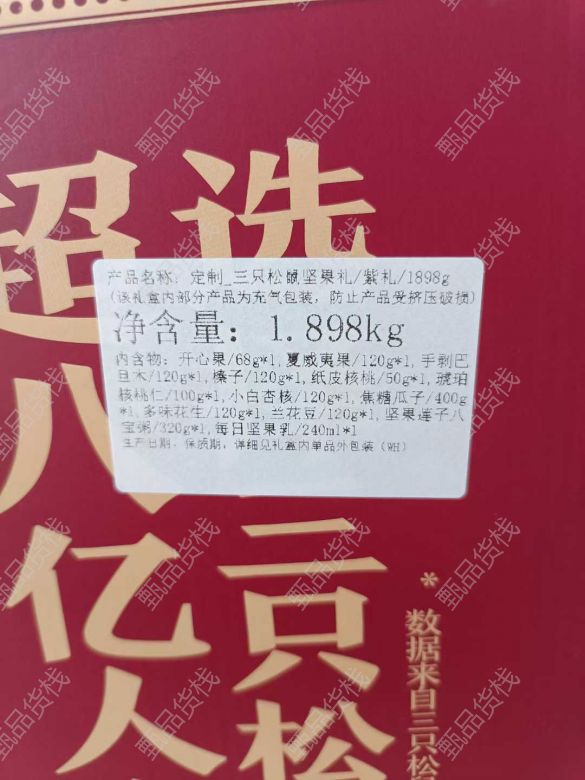 产品名称：定制_三只松鼠坚果礼/紫礼/1898g
(该礼盒内部分产品为充气包装，防止产品受挤压破损)
净含量：1.898kg
内含物：开心果/68g*1,夏威夷果/120g*1,手剥巴
旦木/120g*1,榛子/120g*1,纸皮核桃/50g*1,琥珀
核桃仁/100g*1,小白杏核/120g*1,焦糖瓜子/400g
*1,多味花生/120g*1,兰花豆/120g*1,坚果莲子八
宝粥/320g*1,每日坚果乳/240ml*1
生产日期，保质期，详细见礼盒内单品外包装（WH）
选
三只松
超
八亿人
*数据来自三只松
甄品货栈